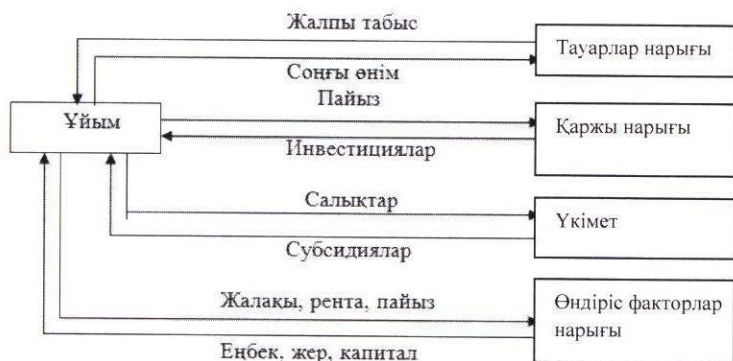 Жалпы табыс
Тауарлар нарығы
Соңғы өнім
Ұйым
Пайыз
Қаржы нарығы
Инвестициялар
Салықтар
Үкімет
Субсидиялар
Жалақы, рента, пайыз
Өндіріс факторлар
нарығы
Еңбек, жер, капитал